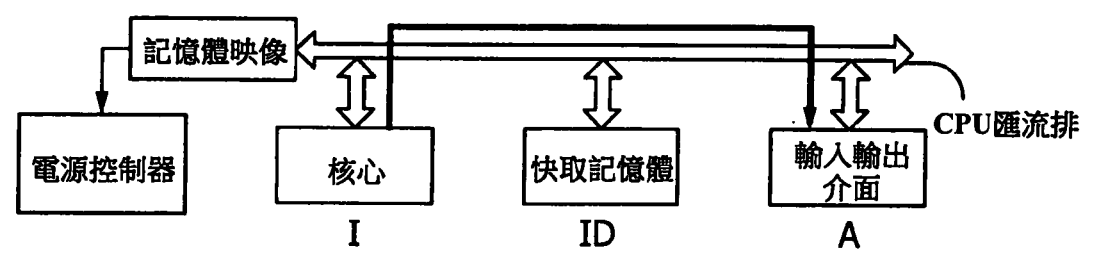 記憶體映像
CPU匯流排
電源控制器
核心
快取記憶體
輸入輸出
介面
I
ID
A